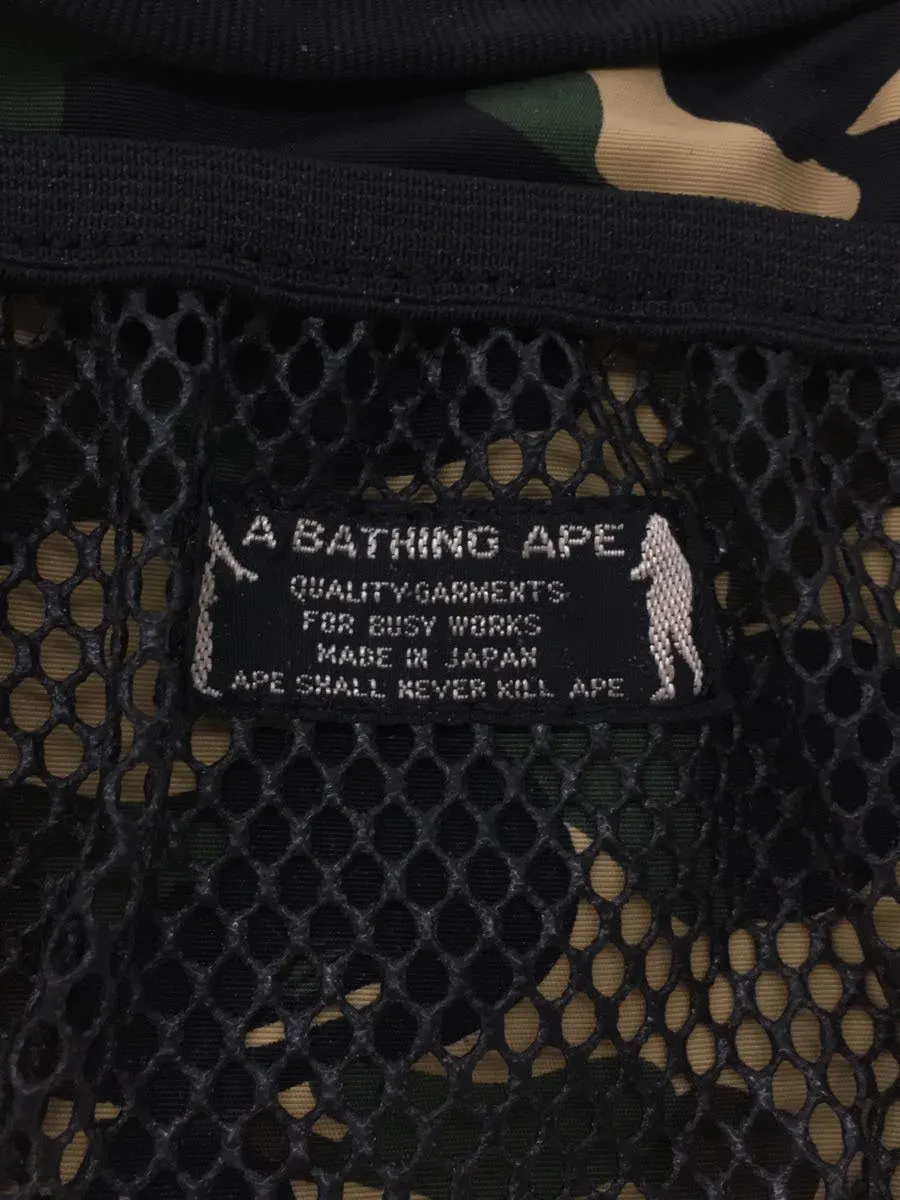 A BATHING APE
QUALITY·GARMENTS
FOR BUSY WORKS
MADE IN JAPAN
APE SHALL NEVER KILL APE